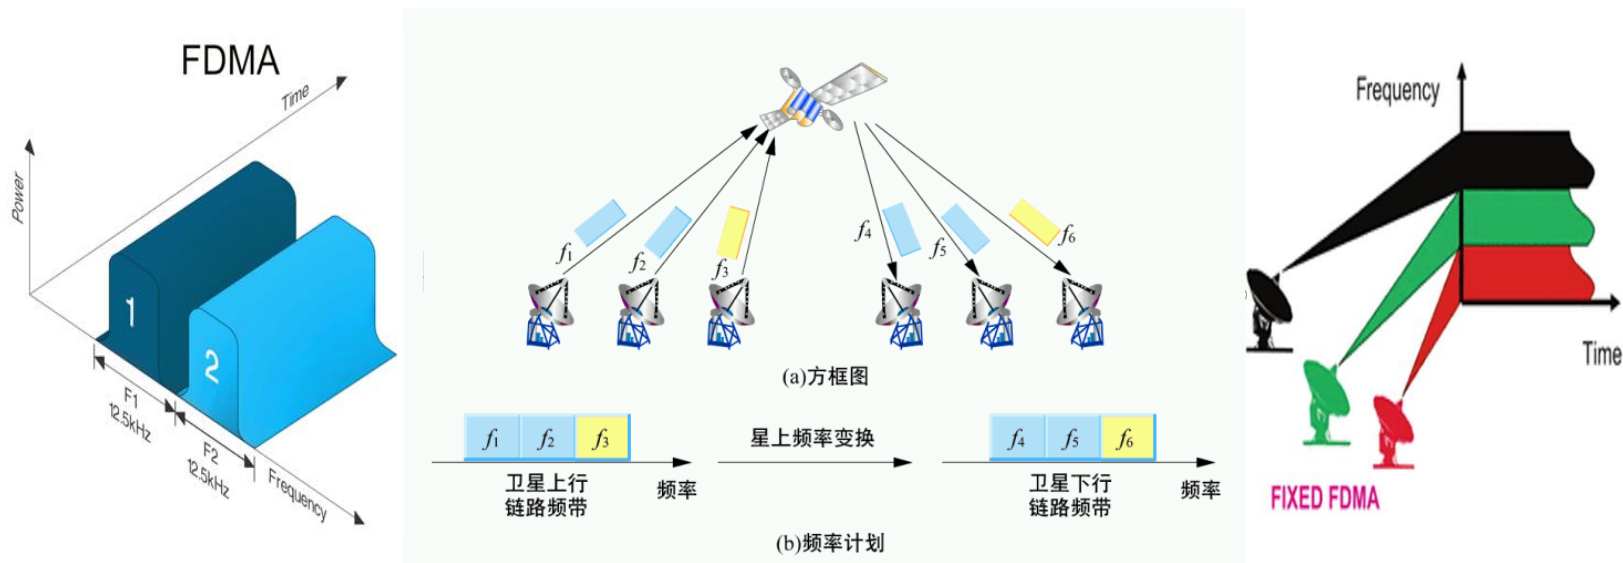 FDMA
Time
Power
1
2
F1
12.5kHz
F2
12.5kHz
Frequency
f1
f2
f3
f4
f5
f6
(a)方框图
f1
f2
f3
频率
卫星上行
链路频带
星上频率变换
f4
f5
f6
频率
卫星下行
链路频带
(b)频率计划
Frequency
Time
FIXED FDMA